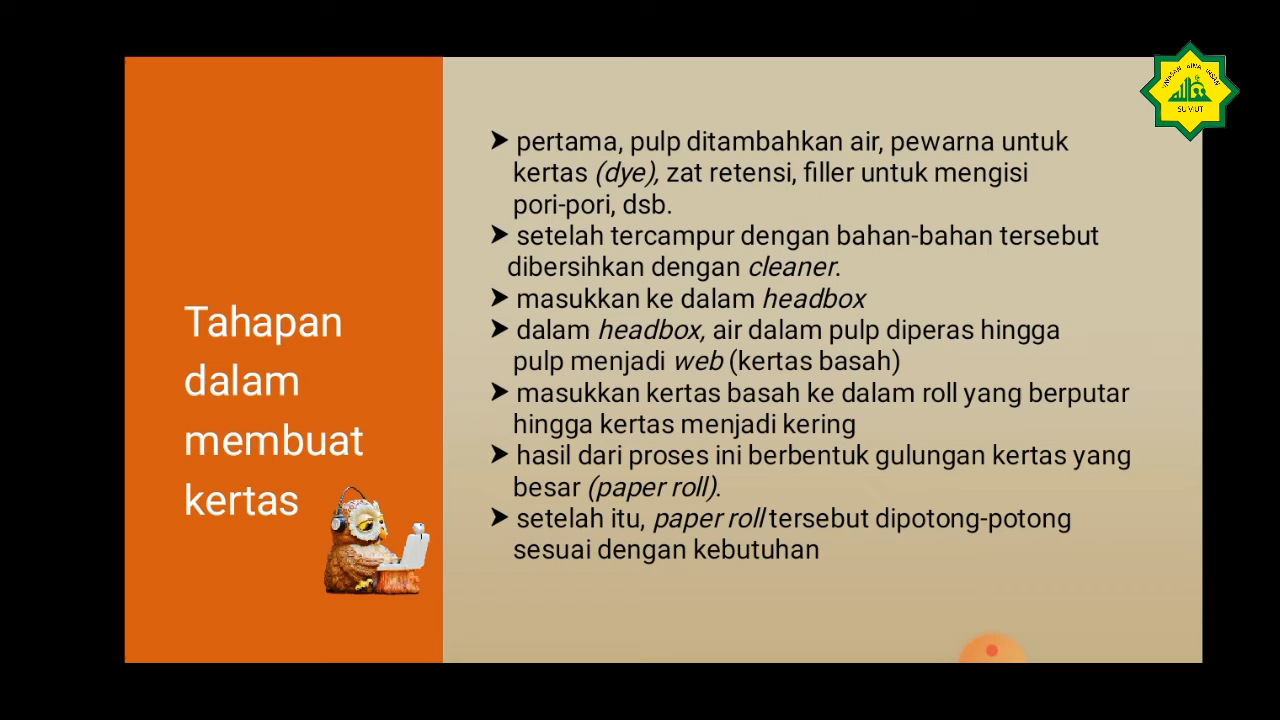 Tahapan
dalam
membuat
kertas
➤ pertama, pulp ditambahkan air, pewarna untuk
kertas (dye), zat retensi, filler untuk mengisi
pori-pori, dsb.
➤ setelah tercampur dengan bahan-bahan tersebut
dibersihkan dengan cleaner.
➤ masukkan ke dalam headbox
➤ dalam headbox, air dalam pulp diperas hingga
pulp menjadi web (kertas basah)
➤ masukkan kertas basah ke dalam roll yang berputar
hingga kertas menjadi kering
➤ hasil dari proses ini berbentuk gulungan kertas yang
besar (paper roll).
➤ setelah itu, paper roll tersebut dipotong-potong
sesuai dengan kebutuhan
YAYASAN BINA INSAN
SUMUT